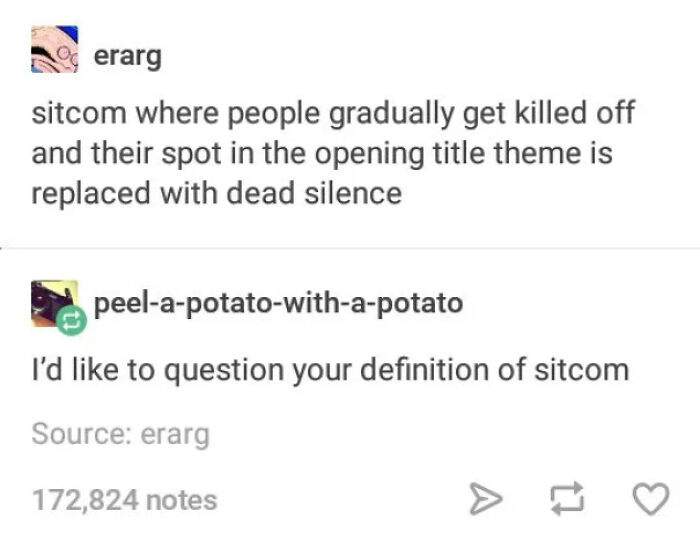 erarg
sitcom where people gradually get killed off
and their spot in the opening title theme is
replaced with dead silence
peel-a-potato-with-a-potato
I'd like to question your definition of sitcom
Source: erarg
172,824 notes